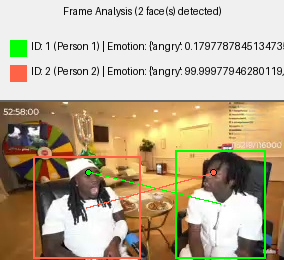 Frame Analysis (2 face(s) detected)
ID: 1 (Person 1) | Emotion: {'angry': 0.179778784513473
ID: 2 (Person 2) | Emotion: {'angry': 99.99977946280119,
52:58:00